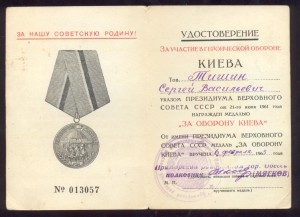 ЗА НАШУ СОВЕТСКУЮ РОДИНУ!
№ 013057
УДОСТОВЕРЕНИЕ
ЗА УЧАСТИЕ В ГЕРОИЧЕСКОЙ ОБОРОНЕ
КИЕВА
Тов. Тишин
Сергей Васильевич
УКАЗОМ ПРЕЗИДИУМА ВЕРХОВНОГО
СОВЕТА СССР от 21-го июня 1961 года
НАГРАЖДЕН МЕДАЛЬЮ
„ЗА ОБОРОНУ КИЕВА“
От имени ПРЕЗИДИУМА ВЕРХОВНОГО
СОВЕТА СССР МЕДАЛЬ „ЗА ОБОРОНУ
КИЕВА“ ВРУЧЕНА
М. П.